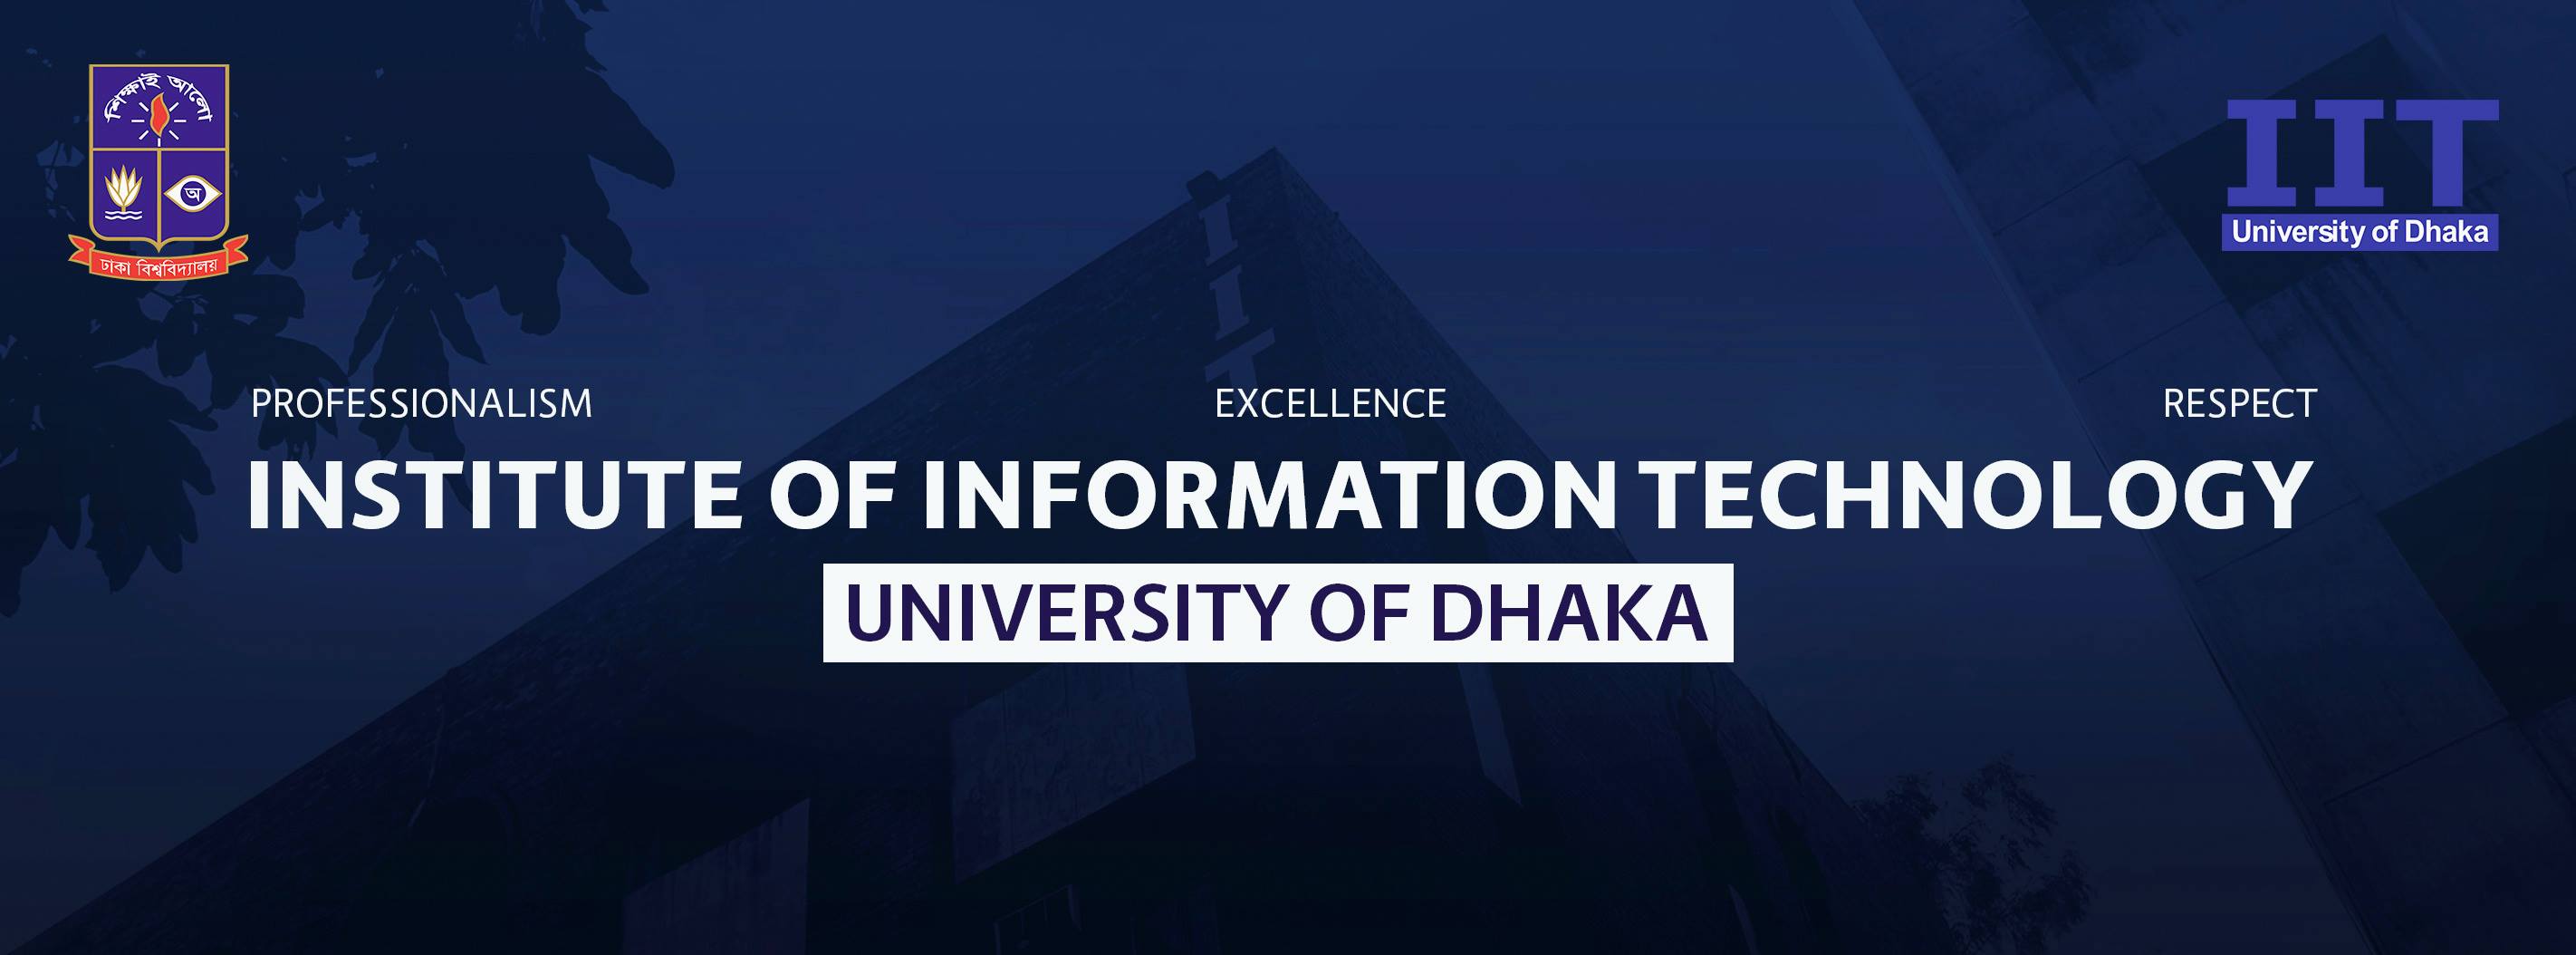 শিক্ষাই আলো
অ
ঢাকা বিশ্ববিদ্যালয়
IIT
University of Dhaka
I
I
T
PROFESSIONALISM EXCELLENCE RESPECT
INSTITUTE OF INFORMATION TECHNOLOGY
UNIVERSITY OF DHAKA